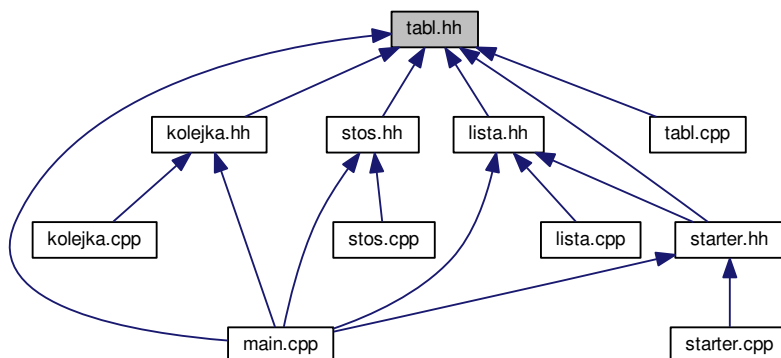 tabl.hh
kolejka.hh
stos.hh
lista.hh
tabl.cpp
kolejka.cpp
stos.cpp
lista.cpp
starter.hh
main.cpp
starter.cpp